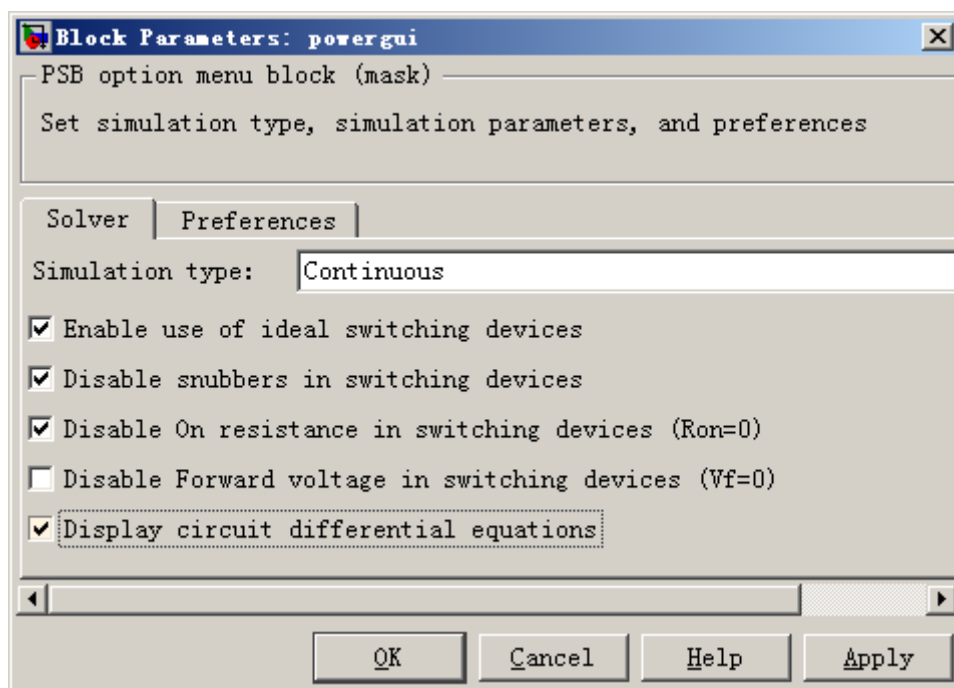 Block Parameters: powergui
PSB option menu block (mask)
Set simulation type, simulation parameters, and preferences
Solver Preferences
Simulation type: Continuous
Enable use of ideal switching devices
Disable snubbers in switching devices
Disable On resistance in switching devices (Ron=0)
Disable Forward voltage in switching devices (Vf=0)
Display circuit differential equations
OK Cancel Help Apply